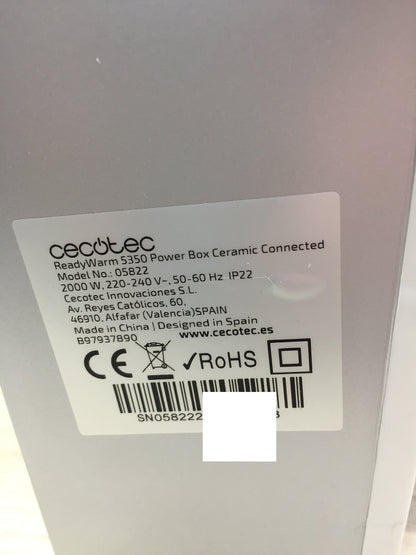 cecotec
ReadyWarm 5350 Power Box Ceramic Connected
Model No.: 05822
2000 W, 220-240 V~, 50-60 Hz IP22
Cecotec Innovaciones S.L.
Av. Reyes Católicos, 60,
46910, Alfafar (Valencia)SPAIN
Made in China | Designed in Spain
B97937890 www.cecotec.es
CE ✓RoHS
SN058222